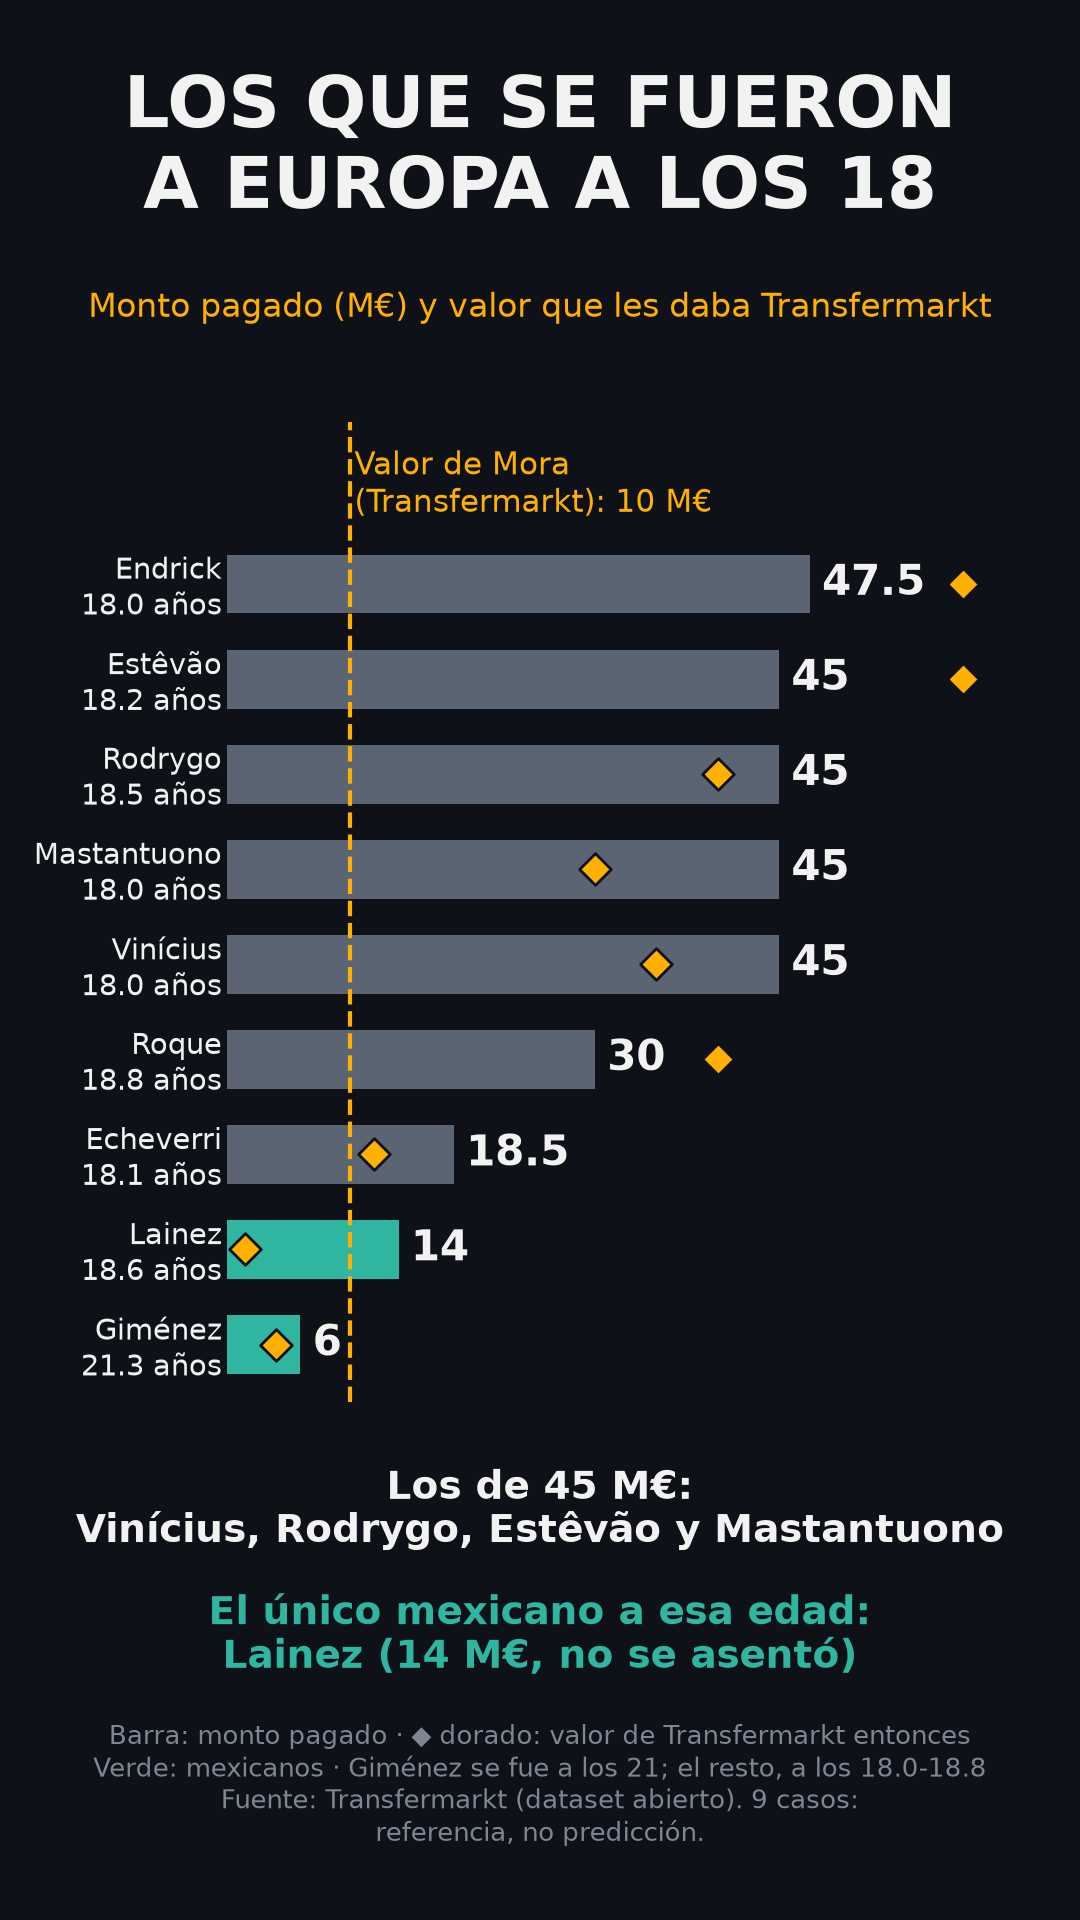 LOS QUE SE FUERON
A EUROPA A LOS 18
Monto pagado (M€) y valor que les daba Transfermarkt
Valor de Mora
(Transfermarkt): 10 M€
Endrick
18.0 años
47.5
Estêvão
18.2 años
45
Rodrygo
18.5 años
45
Mastantuono
18.0 años
45
Vinícius
18.0 años
45
Roque
18.8 años
30
Echeverri
18.1 años
18.5
Lainez
18.6 años
14
Giménez
21.3 años
6
Los de 45 M€:
Vinícius, Rodrygo, Estêvão y Mastantuono
El único mexicano a esa edad:
Lainez (14 M€, no se asentó)
Barra: monto pagado · ◆ dorado: valor de Transfermarkt entonces
Verde: mexicanos · Giménez se fue a los 21; el resto, a los 18.0-18.8
Fuente: Transfermarkt (dataset abierto). 9 casos:
referencia, no predicción.